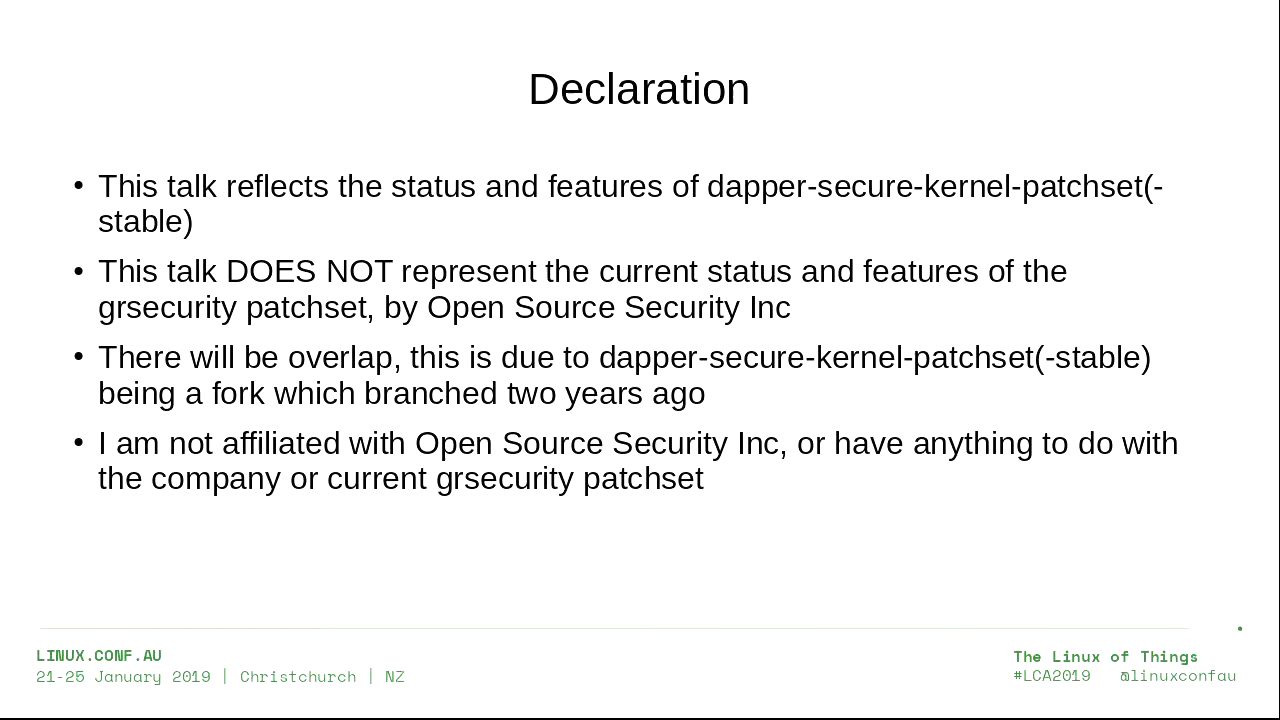 Declaration
• This talk reflects the status and features of dapper-secure-kernel-patchset(-
stable)
• This talk DOES NOT represent the current status and features of the
grsecurity patchset, by Open Source Security Inc
• There will be overlap, this is due to dapper-secure-kernel-patchset(-stable)
being a fork which branched two years ago
• I am not affiliated with Open Source Security Inc, or have anything to do with
the company or current grsecurity patchset
LINUX.CONF.AU
21-25 January 2019 | Christchurch | NZ
The Linux of Things
#LCA2019 @linuxconfau